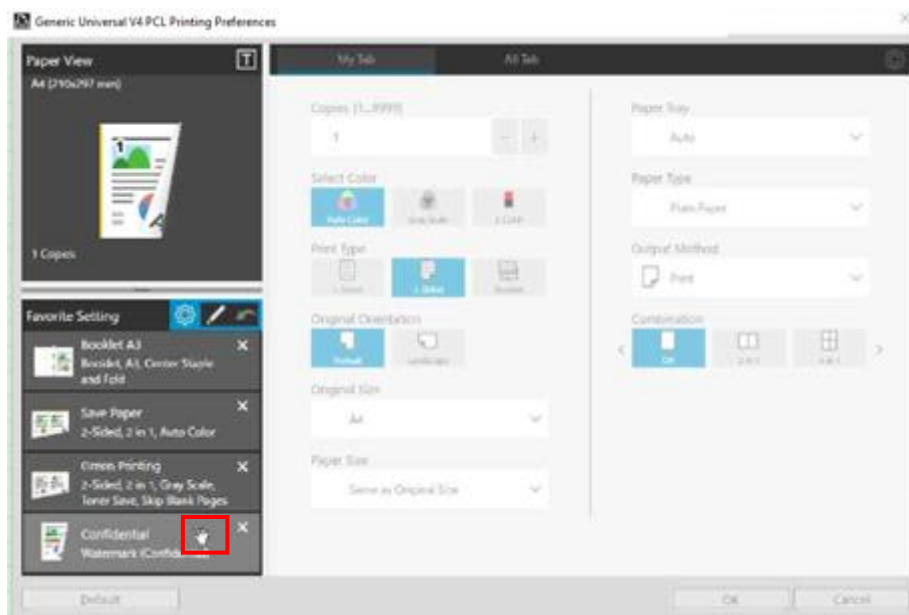 Generic Universal V4 PCL Printing Preferences
Paper View
T
My Tab
All Tab
A4 (210x297 mm)
1
1 Copies
Copies [1...9999]
1
Select Color
Auto Color
Gray Scale
2 Color
Print Type
1-Sided
2-Sided
Booklet
Original Orientation
Portrait
Landscape
Original Size
A4
Paper Size
Same as Original Size
Paper Tray
Auto
Paper Type
Plain Paper
Output Method
Print
Combination
Off
2 in 1
4 in 1
Favorite Setting
Booklet A3
Booklet, A3, Center Staple
and Fold
Save Paper
2-Sided, 2 in 1, Auto Color
Printing
2-Sided, 2 in 1, Gray Scale,
Toner Save, Skip Blank Pages
Confidential
Watermark
Default
OK
Cancel